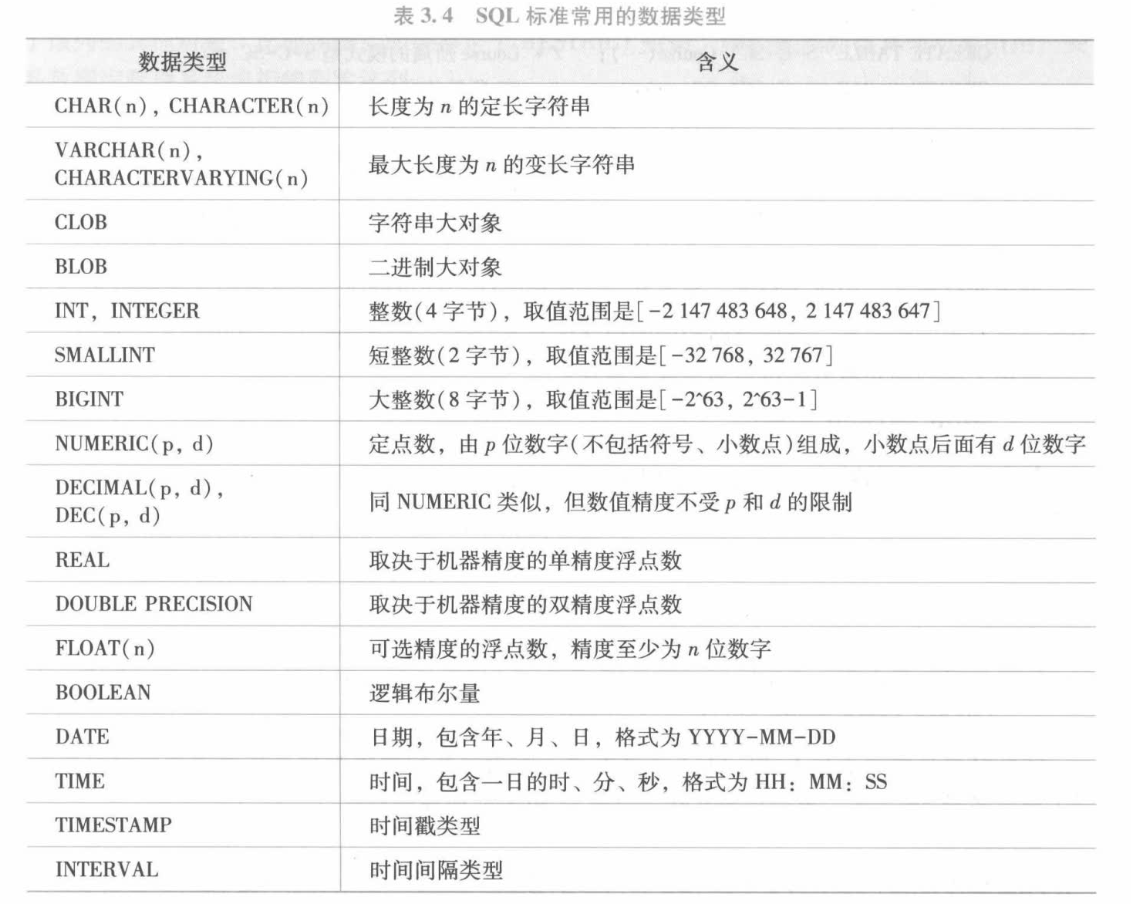 表 3.4 SQL 标准常用的数据类型
数据类型 含义
CHAR(n), CHARACTER(n) 长度为 n 的定长字符串
VARCHAR(n),
CHARACTERVARYING(n) 最大长度为 n 的变长字符串
CLOB 字符串大对象
BLOB 二进制大对象
INT, INTEGER 整数(4 字节), 取值范围是[-2 147 483 648, 2 147 483 647]
SMALLINT 短整数(2 字节), 取值范围是[-32 768, 32 767]
BIGINT 大整数(8 字节), 取值范围是[-2^63, 2^63-1]
NUMERIC(p, d) 定点数, 由 p 位数字(不包括符号、小数点)组成, 小数点后面有 d 位数字
DECIMAL(p, d),
DEC(p, d) 同 NUMERIC 类似, 但数值精度不受 p 和 d 的限制
REAL 取决于机器精度的单精度浮点数
DOUBLE PRECISION 取决于机器精度的双精度浮点数
FLOAT(n) 可选精度的浮点数, 精度至少为 n 位数字
BOOLEAN 逻辑布尔量
DATE 日期, 包含年、月、日, 格式为 YYYY-MM-DD
TIME 时间, 包含一日的时、分、秒, 格式为 HH: MM: SS
TIMESTAMP 时间戳类型
INTERVAL 时间间隔类型